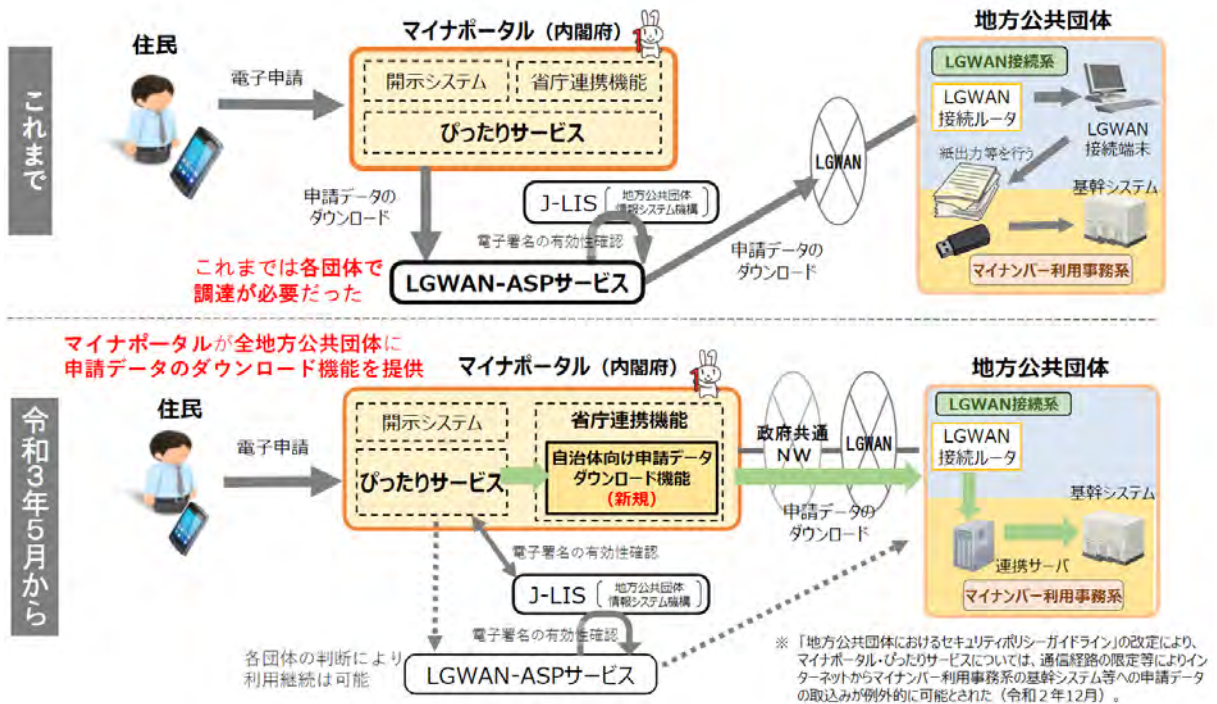 これまで
住民
電子申請
マイナポータル（内閣府）
開示システム
省庁連携機能
ぴったりサービス
申請データの
ダウンロード
J-LIS
地方公共団体
情報システム機構
電子署名の有効性確認
これまでは各団体で
調達が必要だった
LGWAN-ASPサービス
申請データの
ダウンロード
LGWAN
地方公共団体
LGWAN接続系
LGWAN
接続ルータ
LGWAN
接続端末
紙出力等を行う
基幹システム
マイナンバー利用事務系
令和3年5月から
マイナポータルが全地方公共団体に
申請データのダウンロード機能を提供
住民
電子申請
マイナポータル（内閣府）
開示システム
ぴったりサービス
省庁連携機能
自治体向け申請データ
ダウンロード機能
(新規)
政府共通
NW
LGWAN
申請データの
ダウンロード
電子署名の有効性確認
J-LIS
地方公共団体
情報システム機構
電子署名の有効性確認
各団体の判断により
利用継続は可能
LGWAN-ASPサービス
地方公共団体
LGWAN接続系
LGWAN
接続ルータ
基幹システム
連携サーバ
マイナンバー利用事務系
※ 「地方公共団体におけるセキュリティポリシーガイドライン」の改定により、
マイナポータル・ぴったりサービスについては、通信経路の限定等によりイン
ターネットからマイナンバー利用事務系の基幹システム等への申請データ
の取込みが例外的に可能とされた（令和２年12月）。